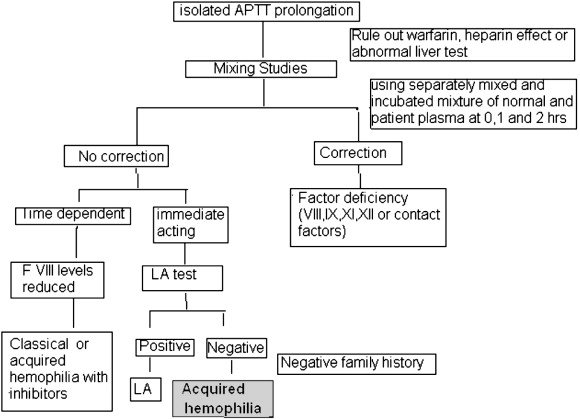 isolated APTT prolongation
Rule out warfarin, heparin effect or
abnormal liver test
Mixing Studies
using separately mixed and
incubated mixture of normal and
patient plasma at 0,1 and 2 hrs
No correction
Correction
Time dependent
immediate
acting
Factor deficiency
(VIII,IX,XI,XII or contact
factors)
F VIII levels
reduced
LA test
Classical or
acquired
hemophilia with
inhibitors
Positive
Negative
Negative family history
LA
Acquired
hemophilia